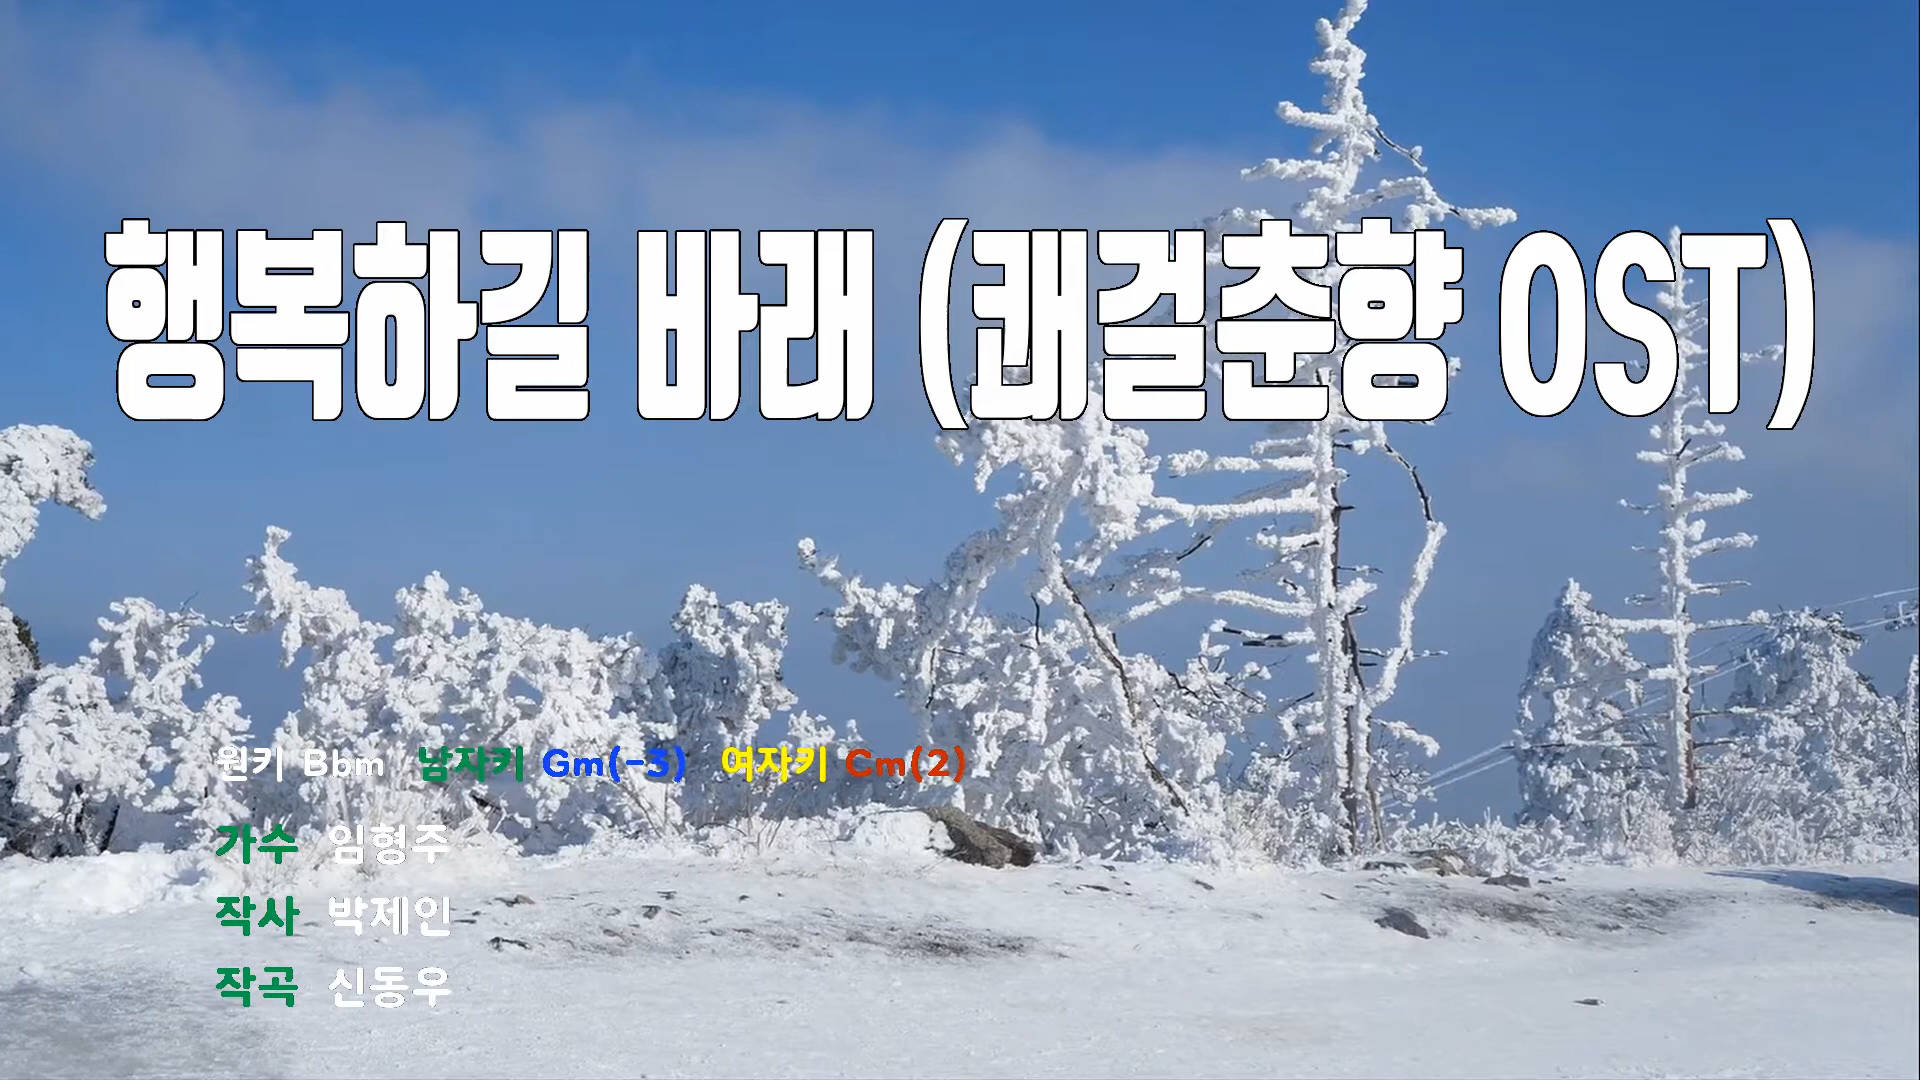 행복하길 바래 (쾌걸춘향 OST)
원키 Bbm 남자키 Gm(-3) 여자키 Cm(2)
가수 임형주
작사 박제인
작곡 신동우